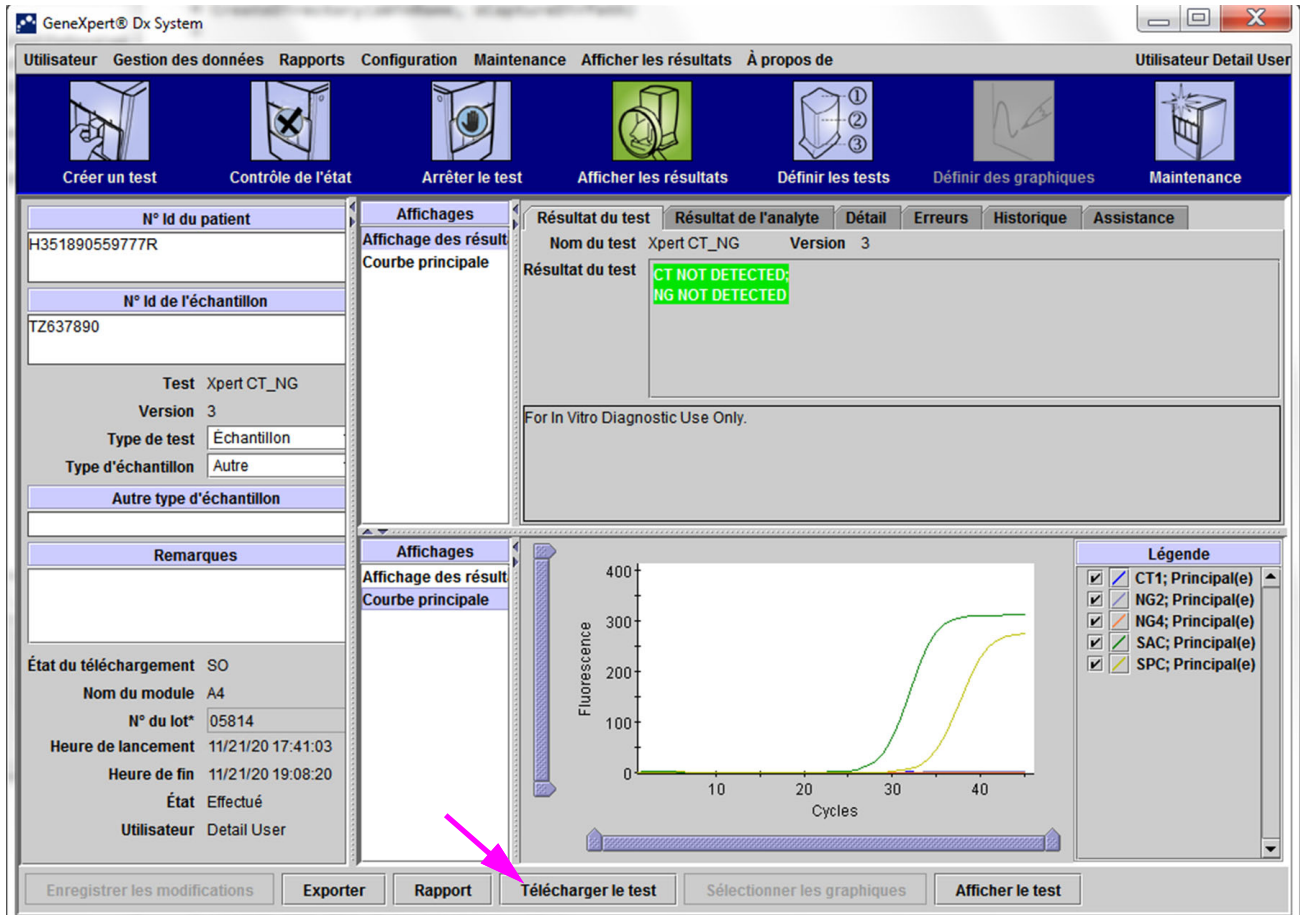 GeneXpert® Dx System
Utilisateur Gestion des données Rapports Configuration Maintenance Afficher les résultats À propos de Utilisateur Detail User
Créer un test Contrôle de l'état Arrêter le test Afficher les résultats Définir les tests Définir des graphiques Maintenance
N° Id du patient
H351890559777R
N° Id de l'échantillon
TZ637890
Test Xpert CT_NG
Version 3
Type de test Échantillon
Type d'échantillon Autre
Autre type d'échantillon
Remarques
État du téléchargement SO
Nom du module A4
N° du lot* 05814
Heure de lancement 11/21/20 17:41:03
Heure de fin 11/21/20 19:08:20
État Effectué
Utilisateur Detail User
Affichages
Affichage des résult
Courbe principale
Résultat du test Résultat de l'analyte Détail Erreurs Historique Assistance
Nom du test Xpert CT_NG Version 3
Résultat du test CT NOT DETECTED;
NG NOT DETECTED
For In Vitro Diagnostic Use Only.
Affichages
Affichage des résult
Courbe principale
Fluorescence
400
300
200
100
0
10 20 30 40
Cycles
Légende
CT1; Principal(e)
NG2; Principal(e)
NG4; Principal(e)
SAC; Principal(e)
SPC; Principal(e)
Enregistrer les modifications Exporter Rapport Télécharger le test Sélectionner les graphiques Afficher le test